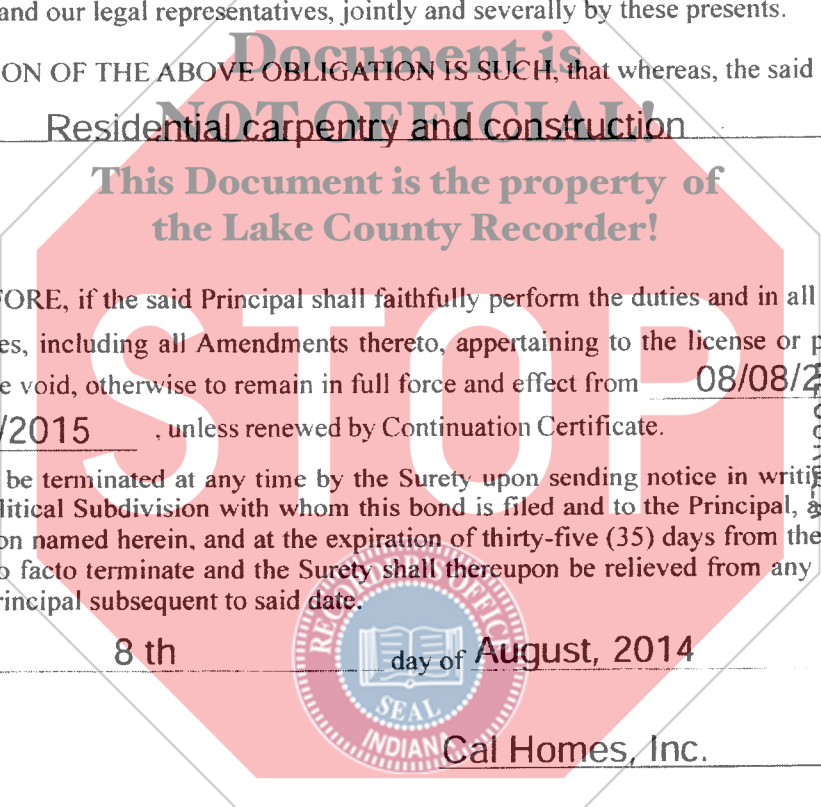 and our legal representatives, jointly and severally by these presents.
Document is
ON OF THE ABOVE OBLIGATION IS SUCH, that whereas, the said
NOT OFFICIAL!
Residential carpentry and construction
This Document is the property of
the Lake County Recorder!
FORE, if the said Principal shall faithfully perform the duties and in all
STOP
es, including all Amendments thereto, appertaining to the license or p
e void, otherwise to remain in full force and effect from 08/08/2
/2015 , unless renewed by Continuation Certificate.
be terminated at any time by the Surety upon sending notice in writi
litical Subdivision with whom this bond is filed and to the Principal, a
on named herein, and at the expiration of thirty-five (35) days from the
o facto terminate and the Surety shall thereupon be relieved from any
rincipal subsequent to said date.
RECORDER'S OFFICE
8 th day of August, 2014
SEAL
INDIANA
Cal Homes, Inc.